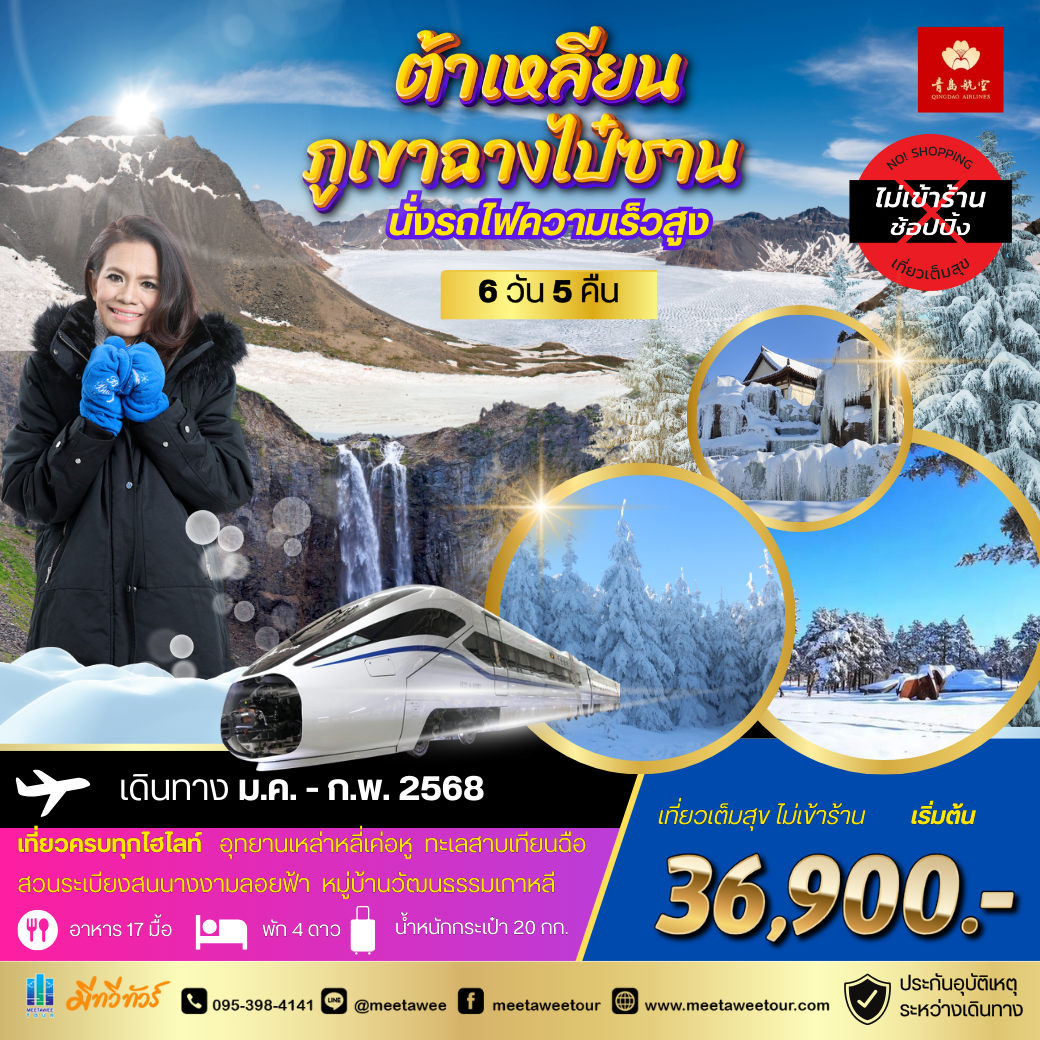 ต้าเหลียน
ภูเขาฉางไป๋ซาน
นั่งรถไฟความเร็วสูง
6 วัน 5 คืน
青岛航空
QINGDAO AIRLINES
NO! SHOPPING
ไม่เข้าร้าน
ช้อปปิ้ง
เที่ยวเต็มสุข
เดินทาง ม.ค. - ก.พ. 2568
เที่ยวครบทุกไฮไลท์ อุทยานเหล่าหลี่เค่อหู ทะเลสาบเทียนฉือ
สวนระเบียงสนนางงามลอยฟ้า หมู่บ้านวัฒนธรรมเกาหลี
อาหาร 17 มื้อ พัก 4 ดาว น้ำหนักกระเป๋า 20 กก.
เที่ยวเต็มสุข ไม่เข้าร้าน เริ่มต้น
36,900.-
MEETAWEE
TOUR
มีทวีทัวร์
095-398-4141
LINE
@meetawee
meetaweetour
www.meetaweetour.com
ประกันอุบัติเหตุ
ระหว่างเดินทาง